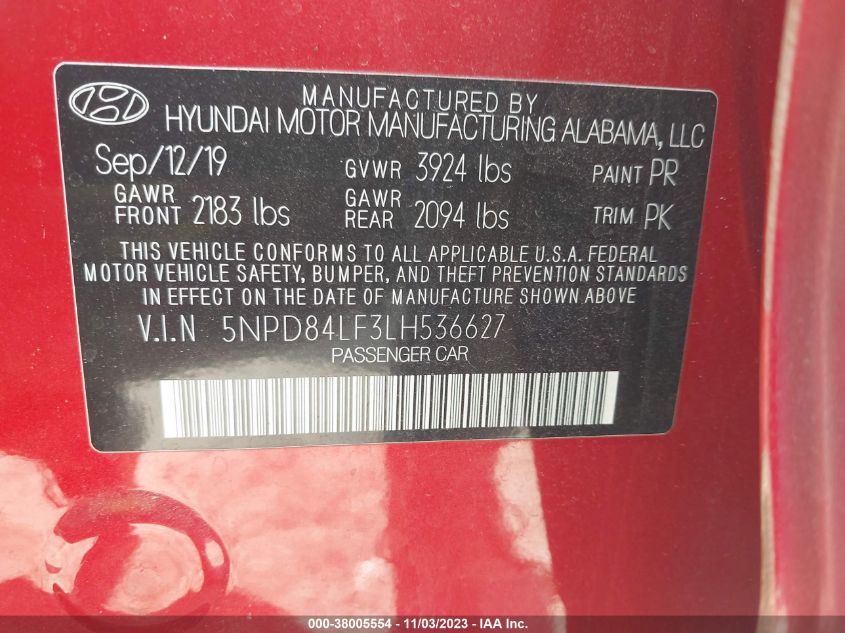 MANUFACTURED BY
HYUNDAI MOTOR MANUFACTURING ALABAMA, LLC
Sep/12/19 GVWR 3924 lbs PAINT PR
GAWR FRONT 2183 lbs GAWR REAR 2094 lbs TRIM PK
THIS VEHICLE CONFORMS TO ALL APPLICABLE U.S.A. FEDERAL
MOTOR VEHICLE SAFETY, BUMPER, AND THEFT PREVENTION STANDARDS
IN EFFECT ON THE DATE OF MANUFACTURE SHOWN ABOVE
V.I.N 5NPD84LF3LH536627
PASSENGER CAR
000-38005554 - 11/03/2023 - IAA Inc.